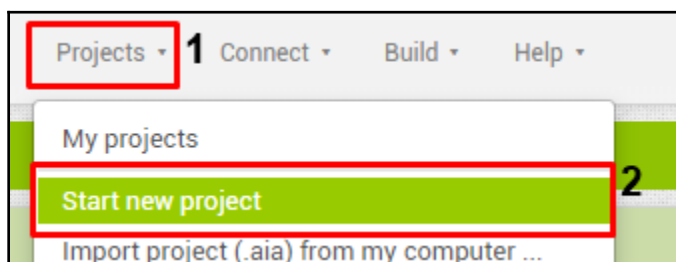 Projects 1 Connect Build Help
My projects
Start new project 2
Import project (.aia) from my computer ...